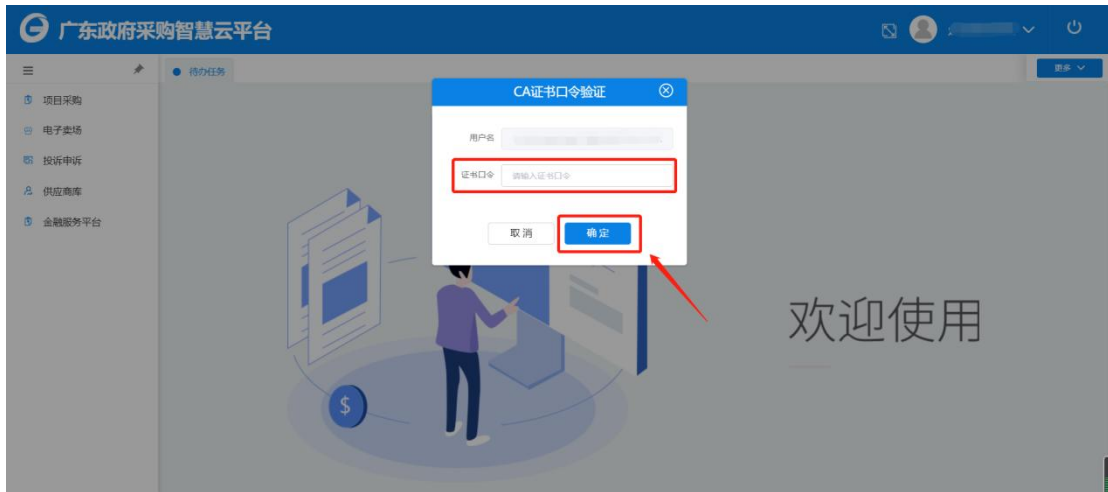 广东政府采购智慧云平台
待办任务
更多
项目采购
电子卖场
投诉申诉
供应商库
金融服务平台
CA证书口令验证
用户名
证书口令 请输入证书口令
取消 确定
$
欢迎使用